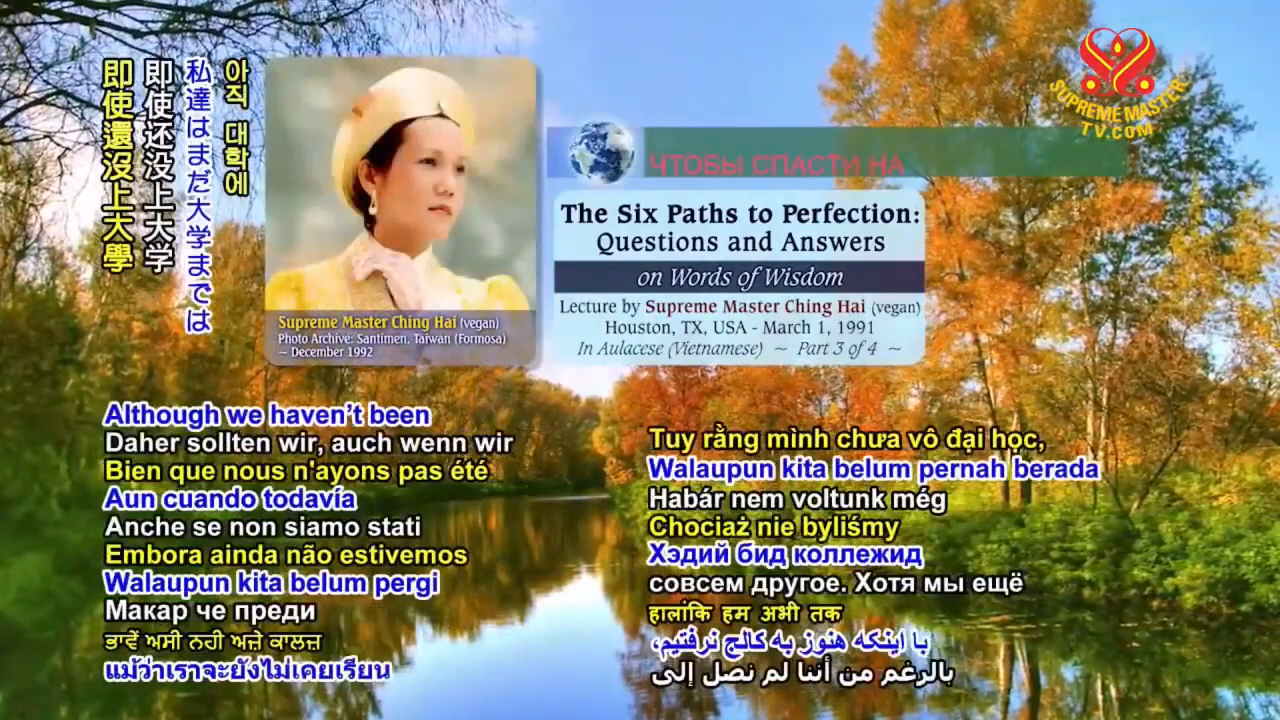 即使還沒上大學
即使还没上大学
私達はまだ大学までは
아직 대학에
SUPREME MASTER
TV.COM
ЧТОБЫ СПАСТИ НА
The Six Paths to Perfection:
Questions and Answers
on Words of Wisdom
Lecture by Supreme Master Ching Hai (vegan)
Houston, TX, USA - March 1, 1991
In Aulacese (Vietnamese) ~ Part 3 of 4 ~
Supreme Master Ching Hai (vegan)
Photo Archive: Santimen, Taiwan (Formosa)
~ December 1992
Although we haven’t been
Daher sollten wir, auch wenn wir
Bien que nous n'ayons pas été
Aun cuando todavía
Anche se non siamo stati
Embora ainda não estivemos
Walaupun kita belum pergi
Макар че преди
ਭਾਵੇਂ ਅਸੀ ਨਹੀ ਅਜੇ ਕਾਲਜ਼
แม้ว่าเราจะยังไม่เคยเรียน
Tuy rằng mình chưa vô đại học,
Walaupun kita belum pernah berada
Habár nem voltunk még
Chociaż nie byliśmy
Хэдий бид коллежид
совсем другое. Хотя мы ещё
हालांकि हम अभी तक
با اینکه هنوز به کالج نرفتیم،
بالرغم من أننا لم نصل إلى